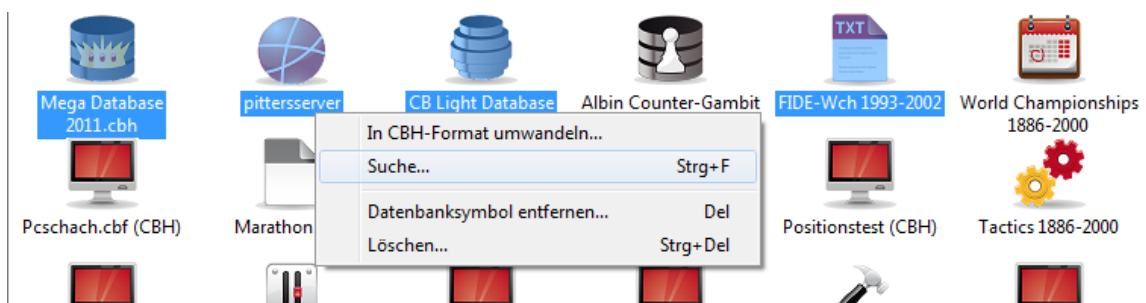 TXT
Mega Database
2011.cbh
pittersserver
CB Light Database
Albin Counter-Gambit
FIDE-Wch 1993-2002
World Championships
1886-2000
In CBH-Format umwandeln...
Suche... Strg+F
Datenbanksymbol entfernen... Del
Löschen... Strg+Del
Pcschach.cbf (CBH)
Marathon
Positionstest (CBH)
Tactics 1886-2000